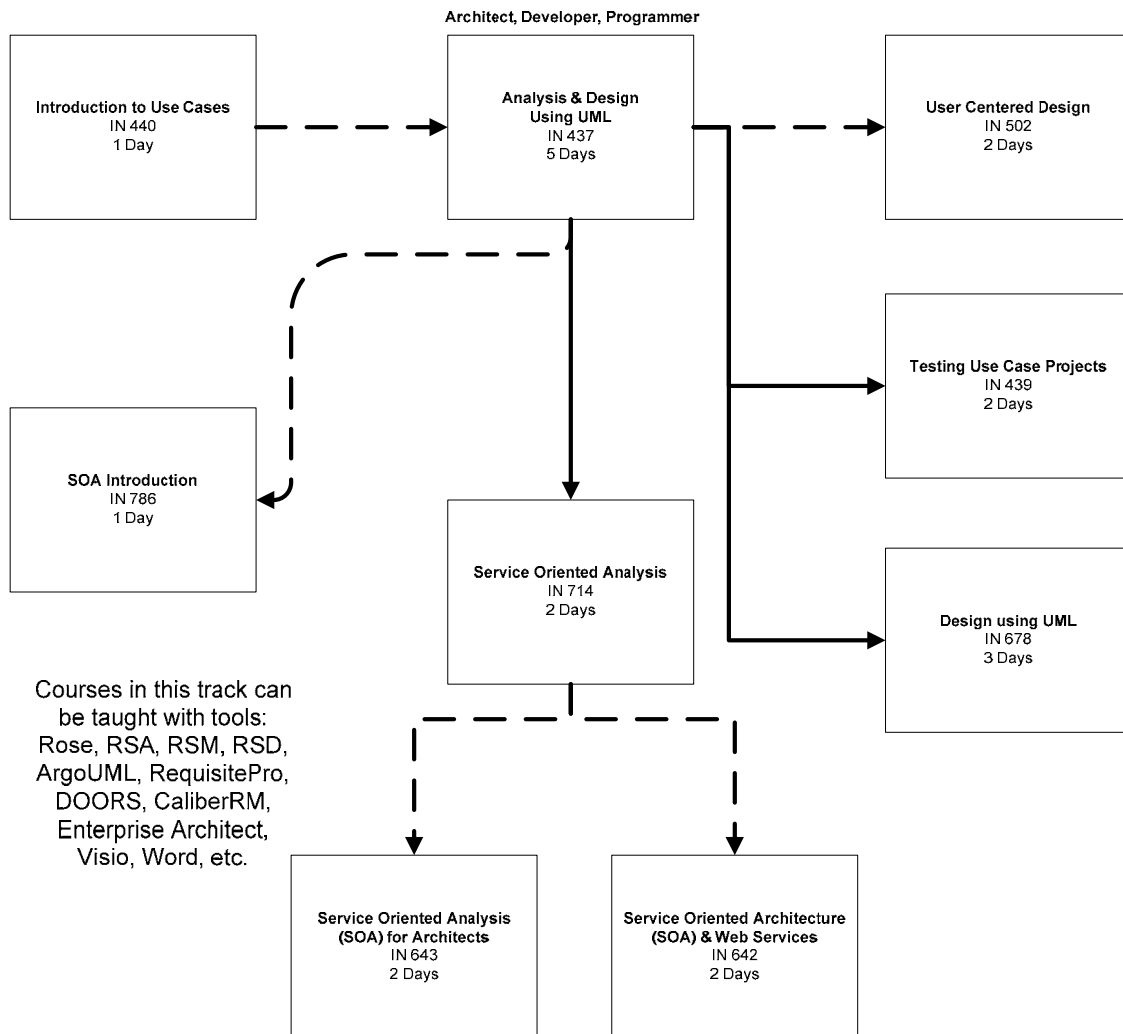 Architect, Developer, Programmer
Introduction to Use Cases
IN 440
1 Day
Analysis & Design
Using UML
IN 437
5 Days
User Centered Design
IN 502
2 Days
Testing Use Case Projects
IN 439
2 Days
SOA Introduction
IN 786
1 Day
Service Oriented Analysis
IN 714
2 Days
Design using UML
IN 678
3 Days
Courses in this track can
be taught with tools:
Rose, RSA, RSM, RSD,
ArgoUML, RequisitePro,
DOORS, CaliberRM,
Enterprise Architect,
Visio, Word, etc.
Service Oriented Analysis
(SOA) for Architects
IN 643
2 Days
Service Oriented Architecture
(SOA) & Web Services
IN 642
2 Days